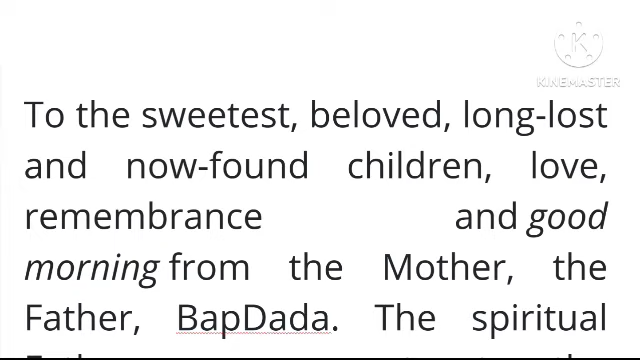 KINEMASTER
To the sweetest, beloved, long-lost
and now-found children, love,
remembrance and good
morning from the Mother, the
Father, BapDada. The spiritual